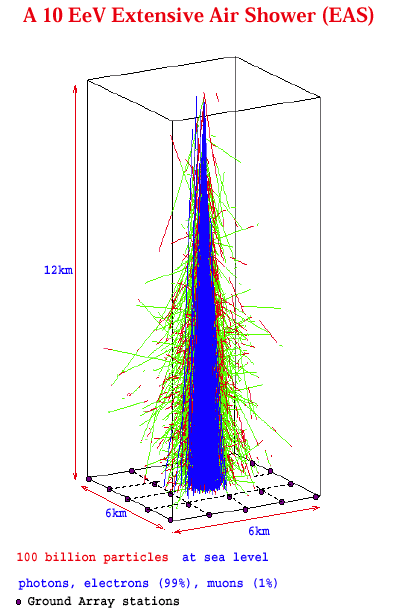 A 10 EeV Extensive Air Shower (EAS)
12km
6km
6km
100 billion particles at sea level
photons, electrons (99%), muons (1%)
Ground Array stations